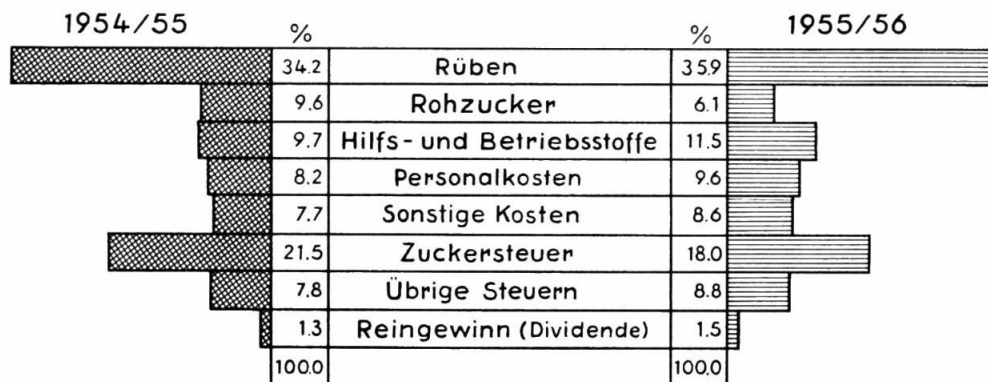 1954/55 % % 1955/56
34.2 Rüben 35.9
9.6 Rohzucker 6.1
9.7 Hilfs- und Betriebsstoffe 11.5
8.2 Personalkosten 9.6
7.7 Sonstige Kosten 8.6
21.5 Zuckersteuer 18.0
7.8 Übrige Steuern 8.8
1.3 Reingewinn (Dividende) 1.5
100.0 100.0